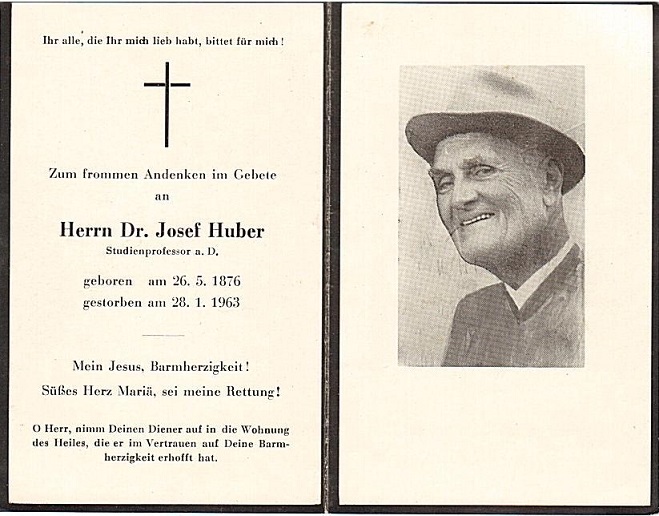 Ihr alle, die Ihr mich lieb habt, bittet für mich!
Zum frommen Andenken im Gebete
an
Herrn Dr. Josef Huber
Studienprofessor a. D.
geboren am 26. 5. 1876
gestorben am 28. 1. 1963
Mein Jesus, Barmherzigkeit!
Süßes Herz Mariä, sei meine Rettung!
O Herr, nimm Deinen Diener auf in die Wohnung
des Heiles, die er im Vertrauen auf Deine Barm-
herzigkeit erhofft hat.